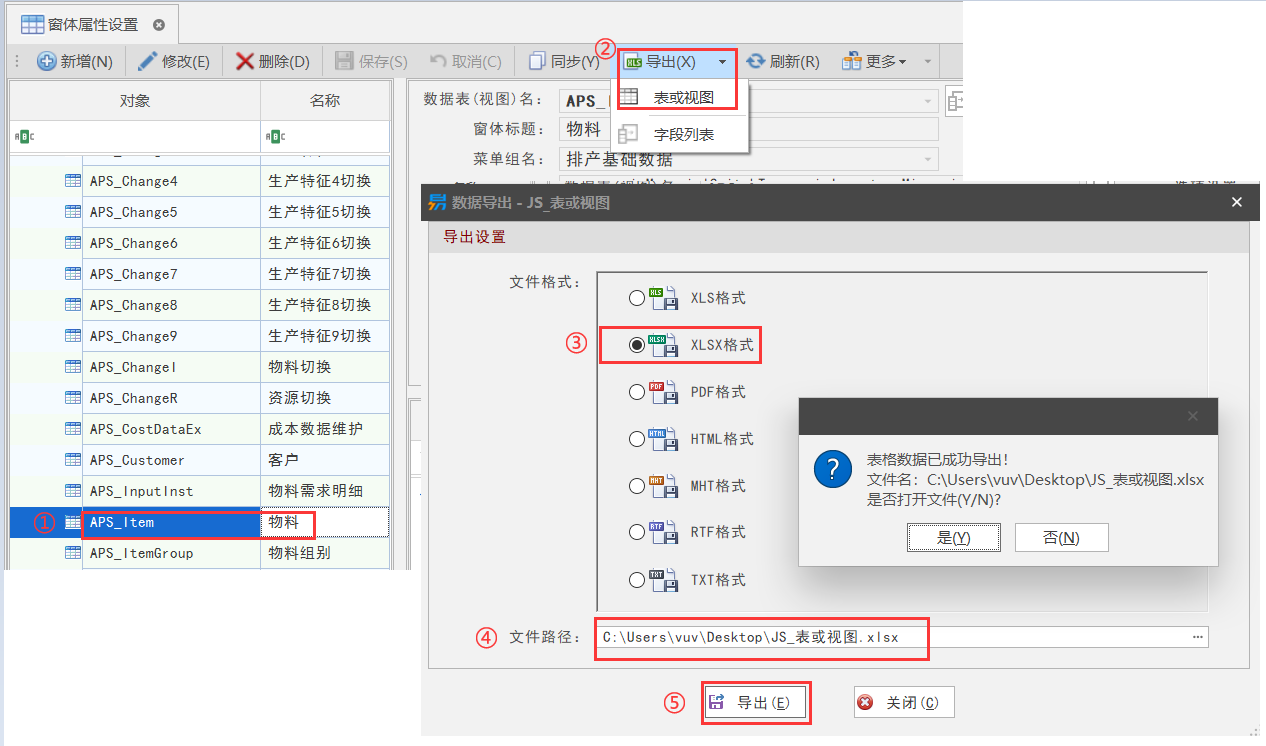 窗体属性设置
新增(N) 修改(E) 删除(D) 保存(S) 取消(C) 同步(Y) ② 导出(X) 刷新(R) 更多
表或视图
字段列表
对象 名称
ABC ABC
APS_Change4 生产特征4切换
APS_Change5 生产特征5切换
APS_Change6 生产特征6切换
APS_Change7 生产特征7切换
APS_Change8 生产特征8切换
APS_Change9 生产特征9切换
APS_ChangeI 物料切换
APS_ChangeR 资源切换
APS_CostDataEx 成本数据维护
APS_Customer 客户
APS_InputInst 物料需求明细
① APS_Item 物料
APS_ItemGroup 物料组别
数据表(视图)名： APS_
窗体标题： 物料
菜单组名： 排产基础数据
数据导出 - JS_表或视图
导出设置
文件格式：
XLS XLS格式
③ XLSX XLSX格式
PDF PDF格式
HTML HTML格式
MHT MHT格式
RTF RTF格式
TXT TXT格式
④ 文件路径： C:\Users\vuv\Desktop\JS_表或视图.xlsx ...
⑤ 导出(E) 关闭(C)
表格数据已成功导出！
文件名：C:\Users\vuv\Desktop\JS_表或视图.xlsx
是否打开文件(Y/N)?
是(Y) 否(N)